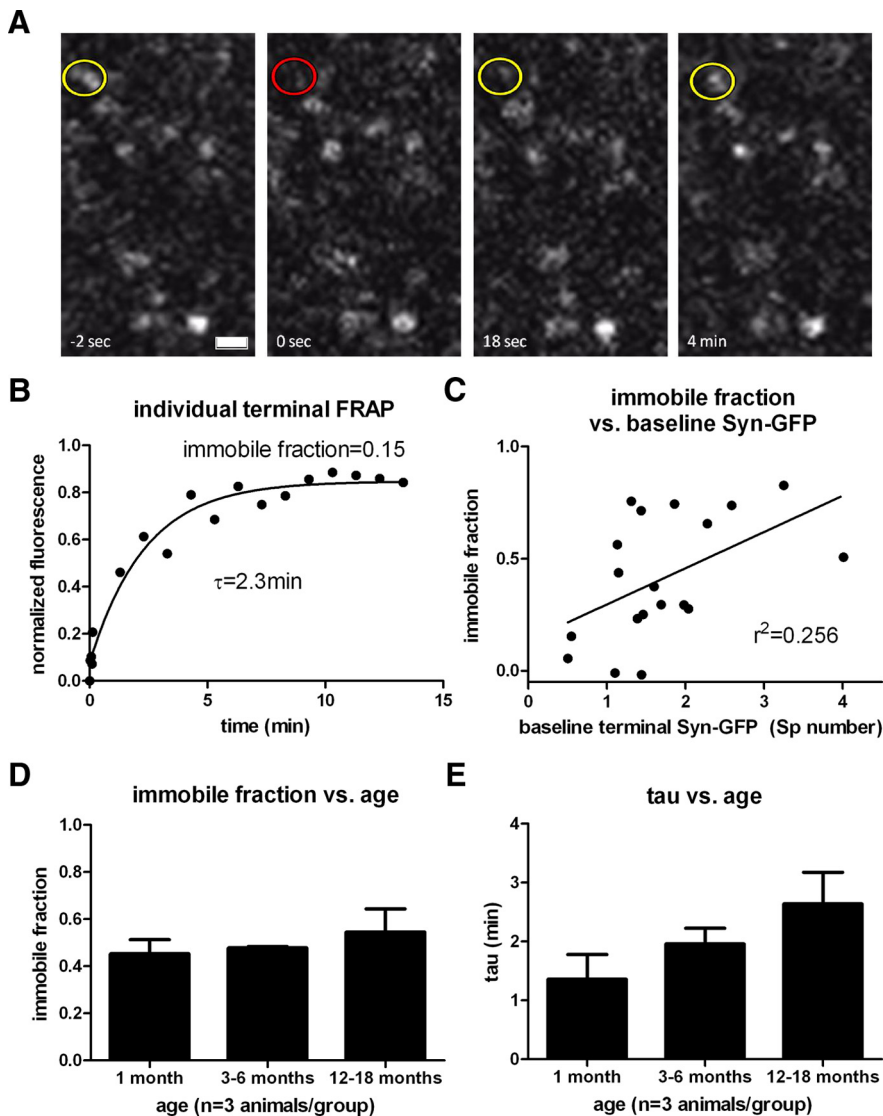 A
-2 sec
0 sec
18 sec
4 min
B
individual terminal FRAP
immobile fraction=0.15
τ=2.3min
normalized fluorescence
1.0
0.8
0.6
0.4
0.2
0.0
0 5 10 15
time (min)
C
immobile fraction
vs. baseline Syn-GFP
immobile fraction
1.0
0.5
0.0
r²=0.256
0 1 2 3 4
baseline terminal Syn-GFP (Sp number)
D
immobile fraction vs. age
immobile fraction
1.0
0.8
0.6
0.4
0.2
0.0
1 month 3-6 months 12-18 months
age (n=3 animals/group)
E
tau vs. age
tau (min)
4
3
2
1
0
1 month 3-6 months 12-18 months
age (n=3 animals/group)